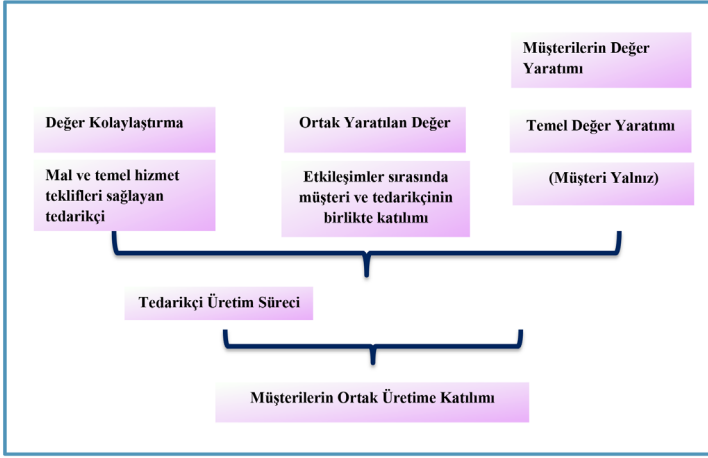 Müşterilerin Değer
Yaratımı
Değer Kolaylaştırma
Ortak Yaratılan Değer
Temel Değer Yaratımı
Mal ve temel hizmet
teklifleri sağlayan
tedarikçi
Etkileşimler sırasında
müşteri ve tedarikçinin
birlikte katılımı
(Müşteri Yalnız)
Tedarikçi Üretim Süreci
Müşterilerin Ortak Üretime Katılımı